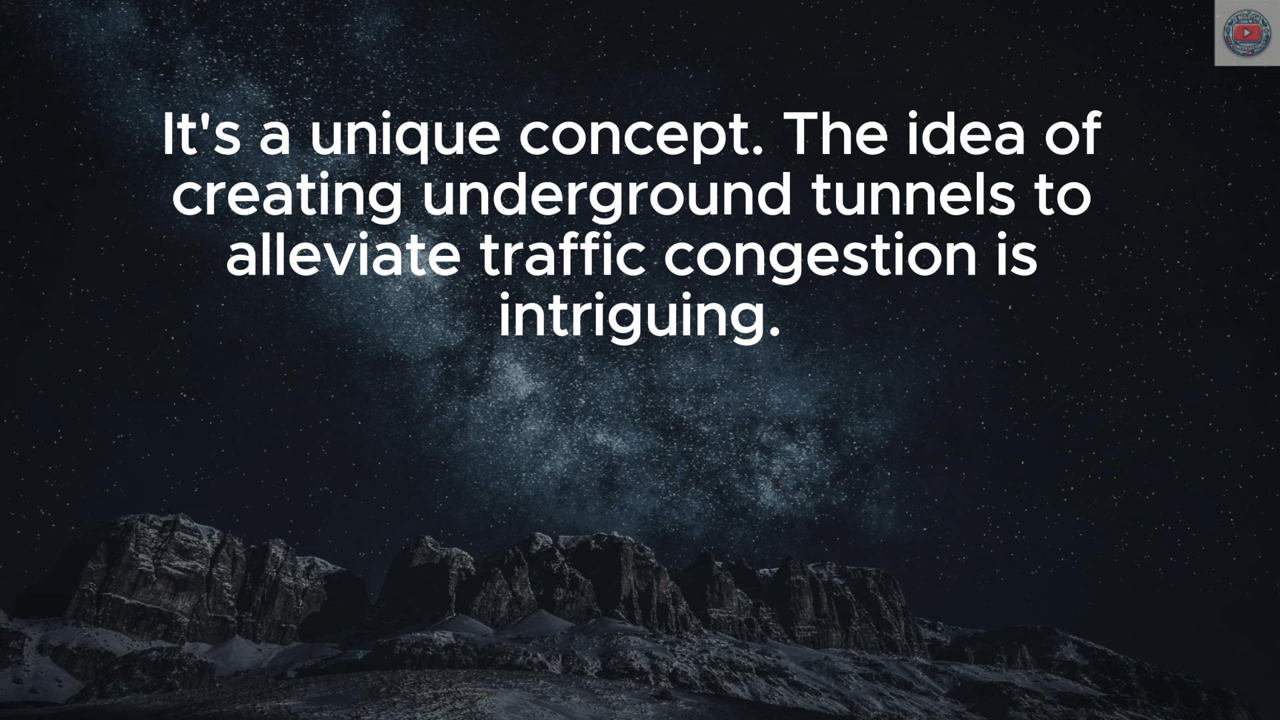 It's a unique concept. The idea of
creating underground tunnels to
alleviate traffic congestion is
intriguing.